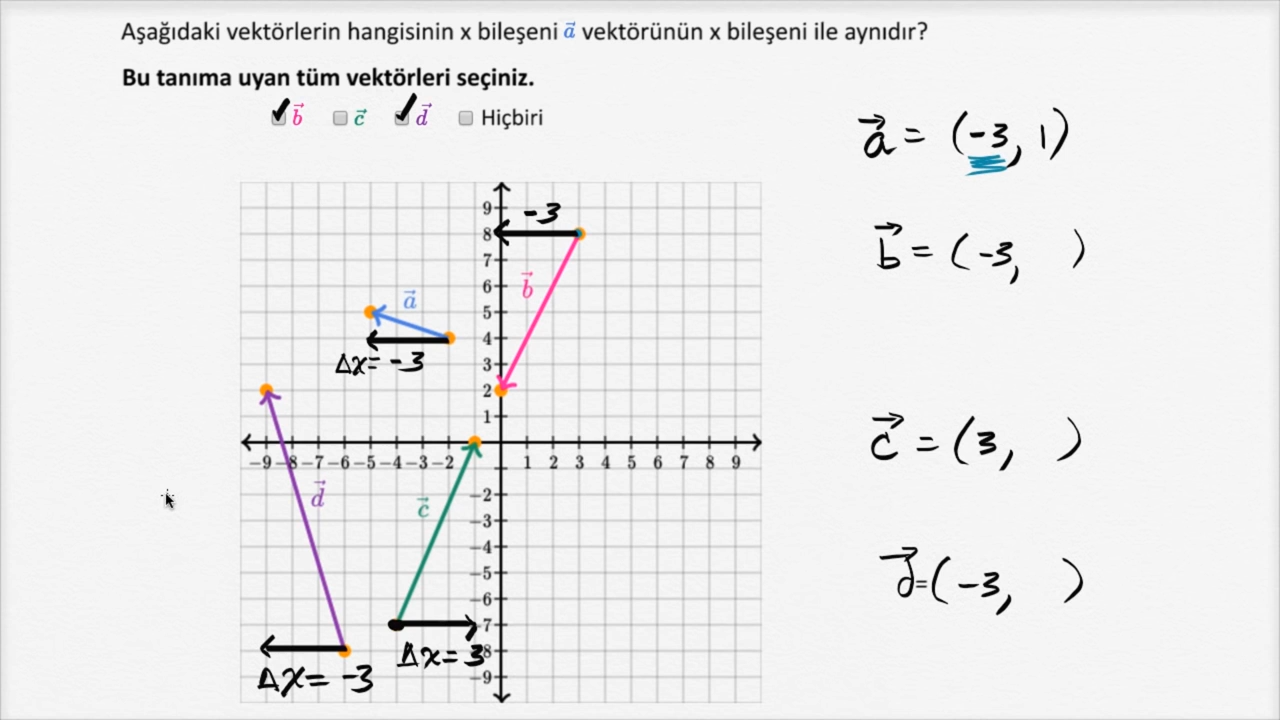 Aşağıdaki vektörlerin hangisinin x bileşeni a⃗ vektörünün x bileşeni ile aynıdır?
Bu tanıma uyan tüm vektörleri seçiniz.
b⃗ c⃗ d⃗ Hiçbiri
a⃗ = (-3, 1)
b⃗ = (-3, )
c⃗ = (3, )
d⃗ = (-3, )
-3
9
8
7
6
5
4
3
2
1
b⃗
a⃗
Δx = -3
-9 -8 -7 -6 -5 -4 -3 -2 1 2 3 4 5 6 7 8 9
-2
-3
-4
-5
-6
-7
-8
-9
d⃗
c⃗
Δx = 3
Δx = -3